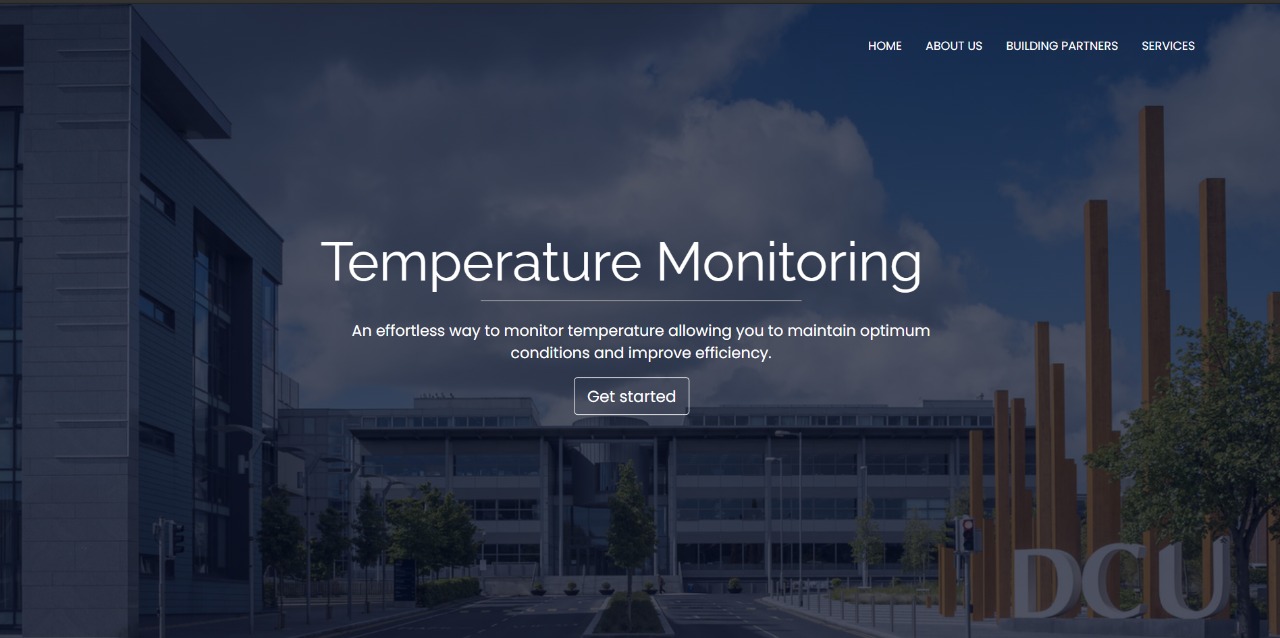 HOME ABOUT US BUILDING PARTNERS SERVICES
Temperature Monitoring
An effortless way to monitor temperature allowing you to maintain optimum
conditions and improve efficiency.
Get started
DCU